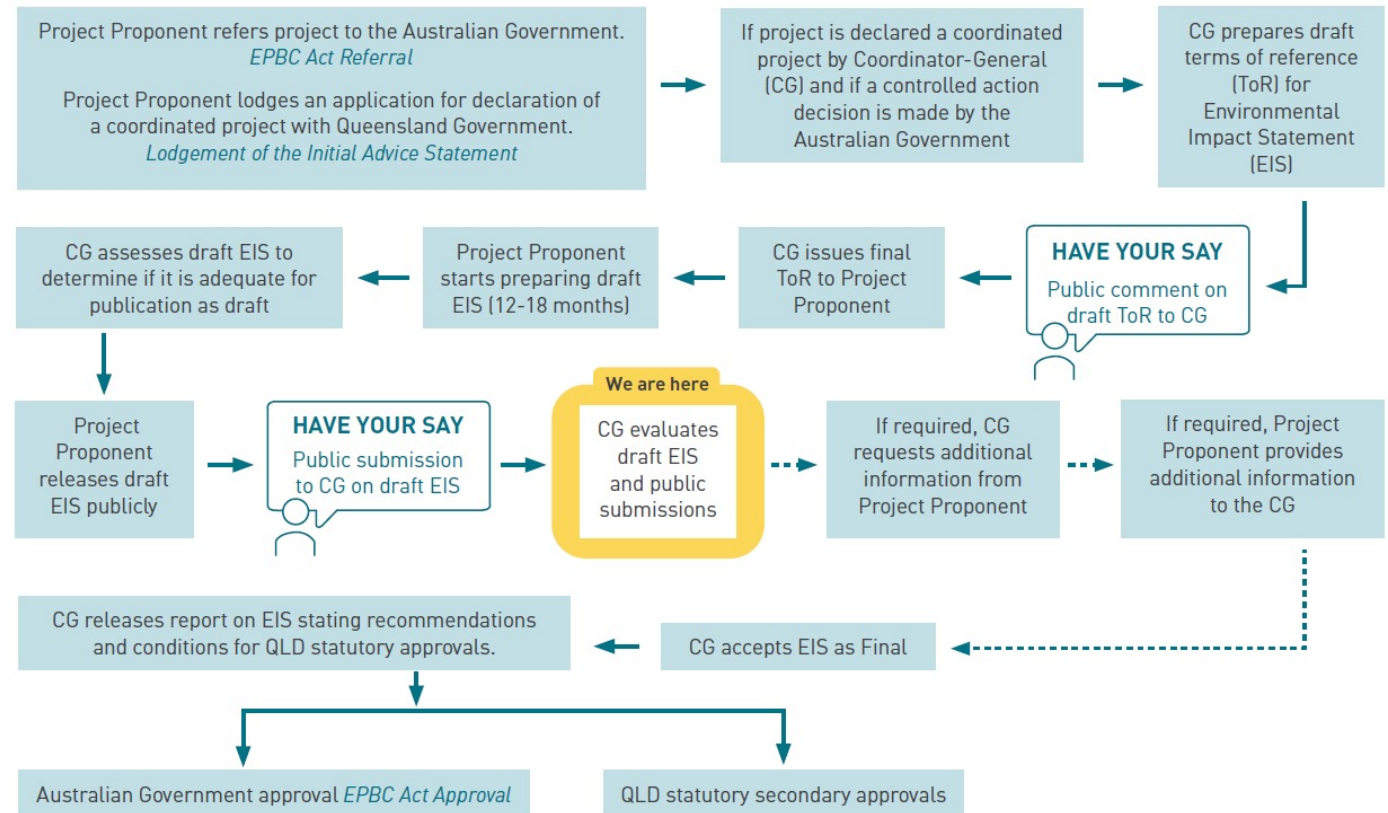 Project Proponent refers project to the Australian Government.
EPBC Act Referral
Project Proponent lodges an application for declaration of
a coordinated project with Queensland Government.
Lodgement of the Initial Advice Statement
If project is declared a coordinated
project by Coordinator-General
(CG) and if a controlled action
decision is made by the
Australian Government
CG prepares draft
terms of reference
(ToR) for
Environmental
Impact Statement
(EIS)
HAVE YOUR SAY
Public comment on
draft ToR to CG
CG issues final
ToR to Project
Proponent
Project Proponent
starts preparing draft
EIS (12-18 months)
CG assesses draft EIS to
determine if it is adequate for
publication as draft
Project
Proponent
releases draft
EIS publicly
HAVE YOUR SAY
Public submission
to CG on draft EIS
We are here
CG evaluates
draft EIS
and public
submissions
If required, CG
requests additional
information from
Project Proponent
If required, Project
Proponent provides
additional information
to the CG
CG accepts EIS as Final
CG releases report on EIS stating recommendations
and conditions for QLD statutory approvals.
Australian Government approval EPBC Act Approval
QLD statutory secondary approvals